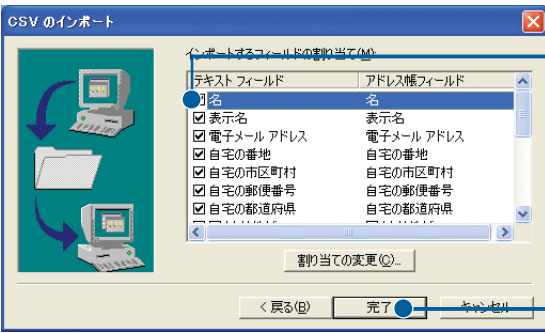 CSV のインポート
インポートするフィールドの割り当て(M):
テキスト フィールド アドレス帳フィールド
名 名
表示名 表示名
電子メール アドレス 電子メール アドレス
自宅の番地 自宅の番地
自宅の市区町村 自宅の市区町村
自宅の郵便番号 自宅の郵便番号
自宅の都道府県 自宅の都道府県
割り当ての変更(C)...
< 戻る(B) 完了 キャンセル